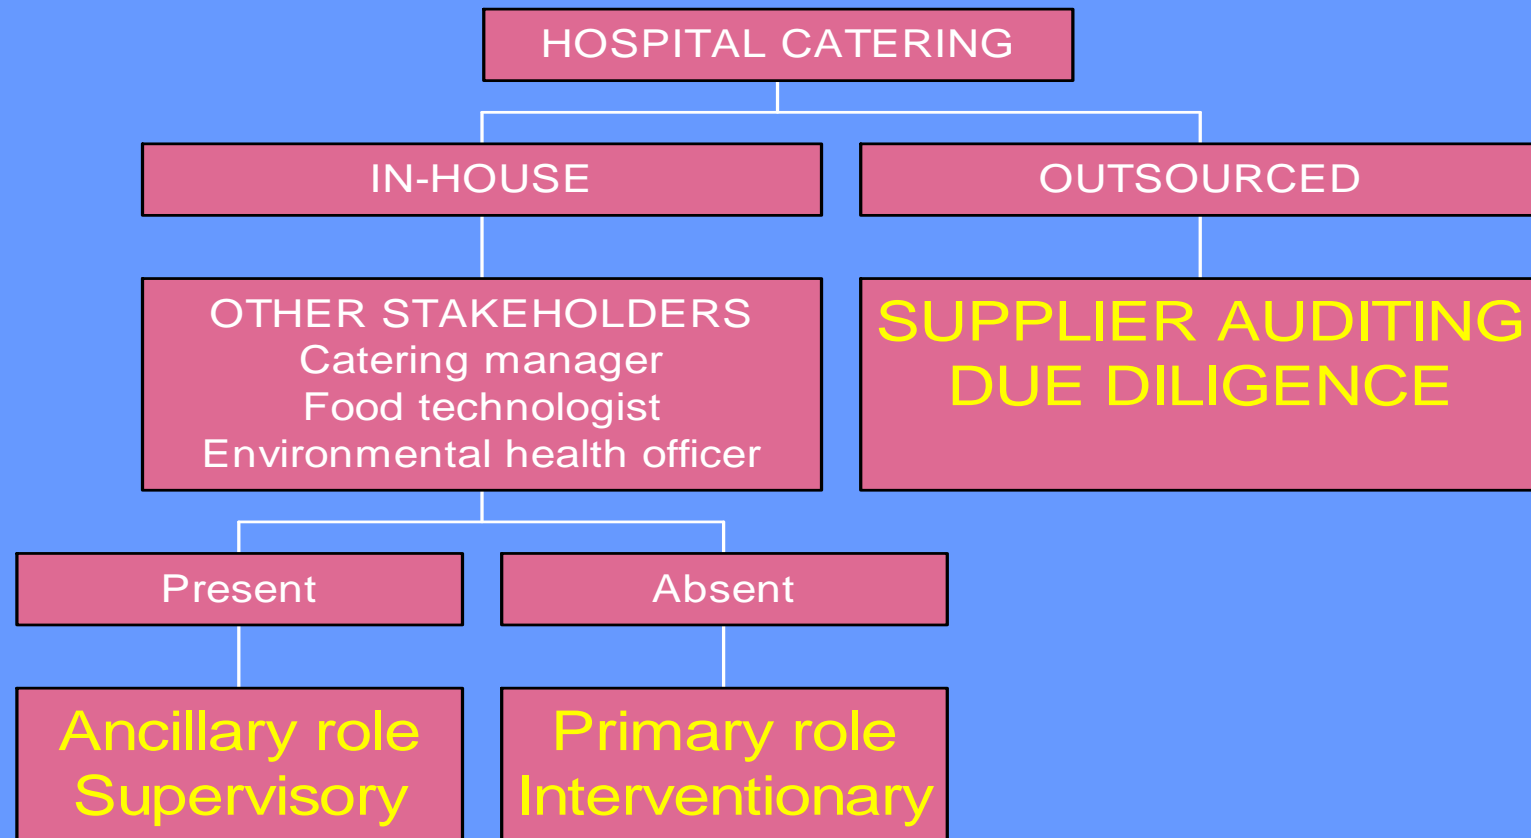 HOSPITAL CATERING
IN-HOUSE
OUTSOURCED
OTHER STAKEHOLDERS
Catering manager
Food technologist
Environmental health officer
SUPPLIER AUDITING
DUE DILIGENCE
Present
Absent
Ancillary role
Supervisory
Primary role
Interventionary